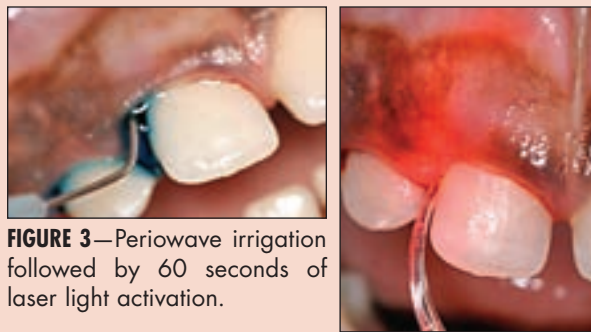 FIGURE 3—Periowave irrigation
followed by 60 seconds of
laser light activation.